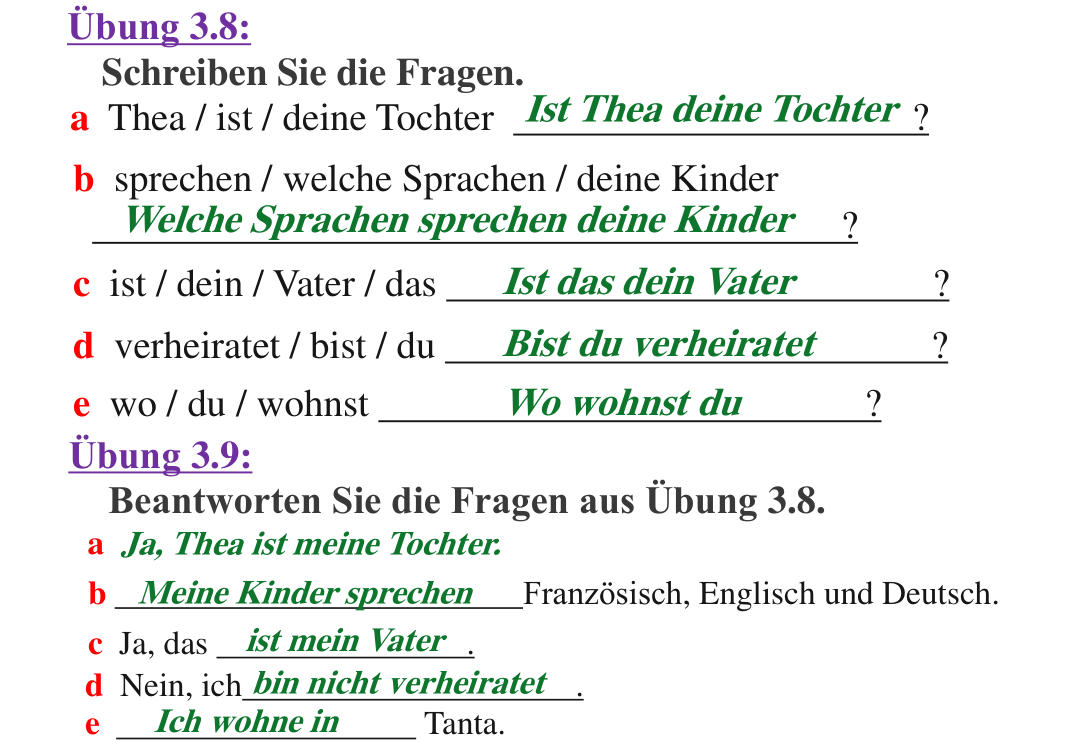 Übung 3.8:
Schreiben Sie die Fragen.
a Thea / ist / deine Tochter Ist Thea deine Tochter ?
b sprechen / welche Sprachen / deine Kinder
Welche Sprachen sprechen deine Kinder ?
c ist / dein / Vater / das Ist das dein Vater ?
d verheiratet / bist / du Bist du verheiratet ?
e wo / du / wohnst Wo wohnst du ?
Übung 3.9:
Beantworten Sie die Fragen aus Übung 3.8.
a Ja, Thea ist meine Tochter.
b Meine Kinder sprechen Französisch, Englisch und Deutsch.
c Ja, das ist mein Vater .
d Nein, ich bin nicht verheiratet .
e Ich wohne in Tanta.